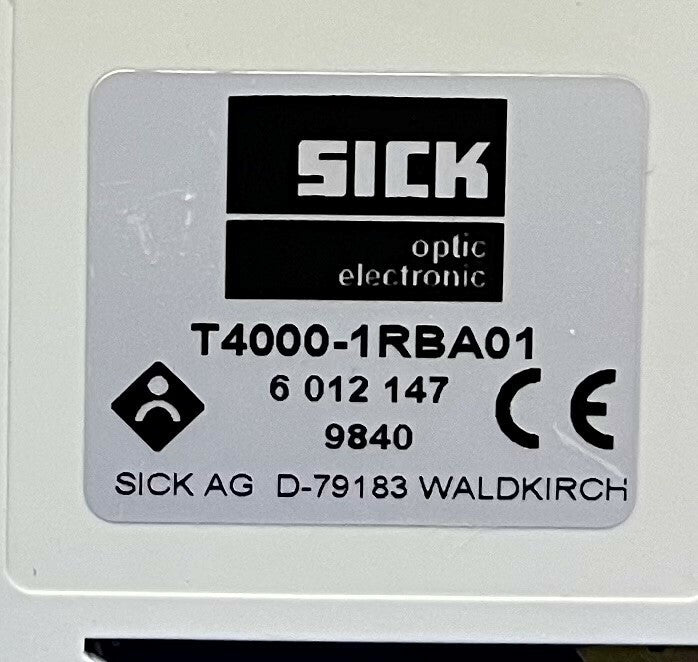 SICK
optic
electronic
T4000-1RBA01
6 012 147
9840
CE
SICK AG D-79183 WALDKIRCH